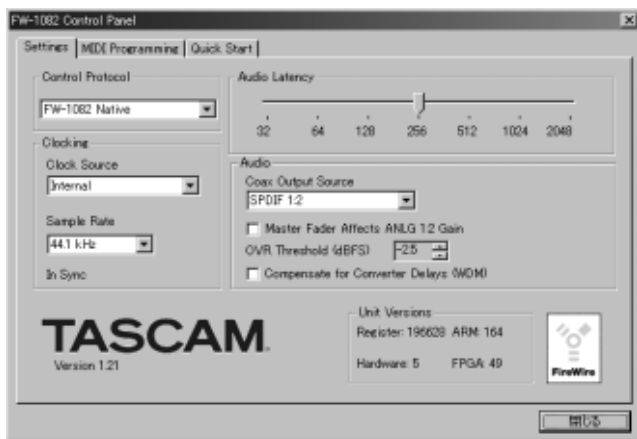 FW-1082 Control Panel
Settings MIDI Programming Quick Start
Control Protocol
FW-1082 Native
Audio Latency
32 64 128 256 512 1024 2048
Clocking
Clock Source
Internal
Sample Rate
44.1 kHz
In Sync
Audio
Coax Output Source
SPDIF 1:2
Master Fader Affects ANLG 1:2 Gain
OVR Threshold (dBFS) -2.5
Compensate for Converter Delays (WDM)
TASCAM
Version 1.21
Unit Versions
Register: 196628 ARM: 164
Hardware: 5 FPGA: 49
FireWire
閉じる